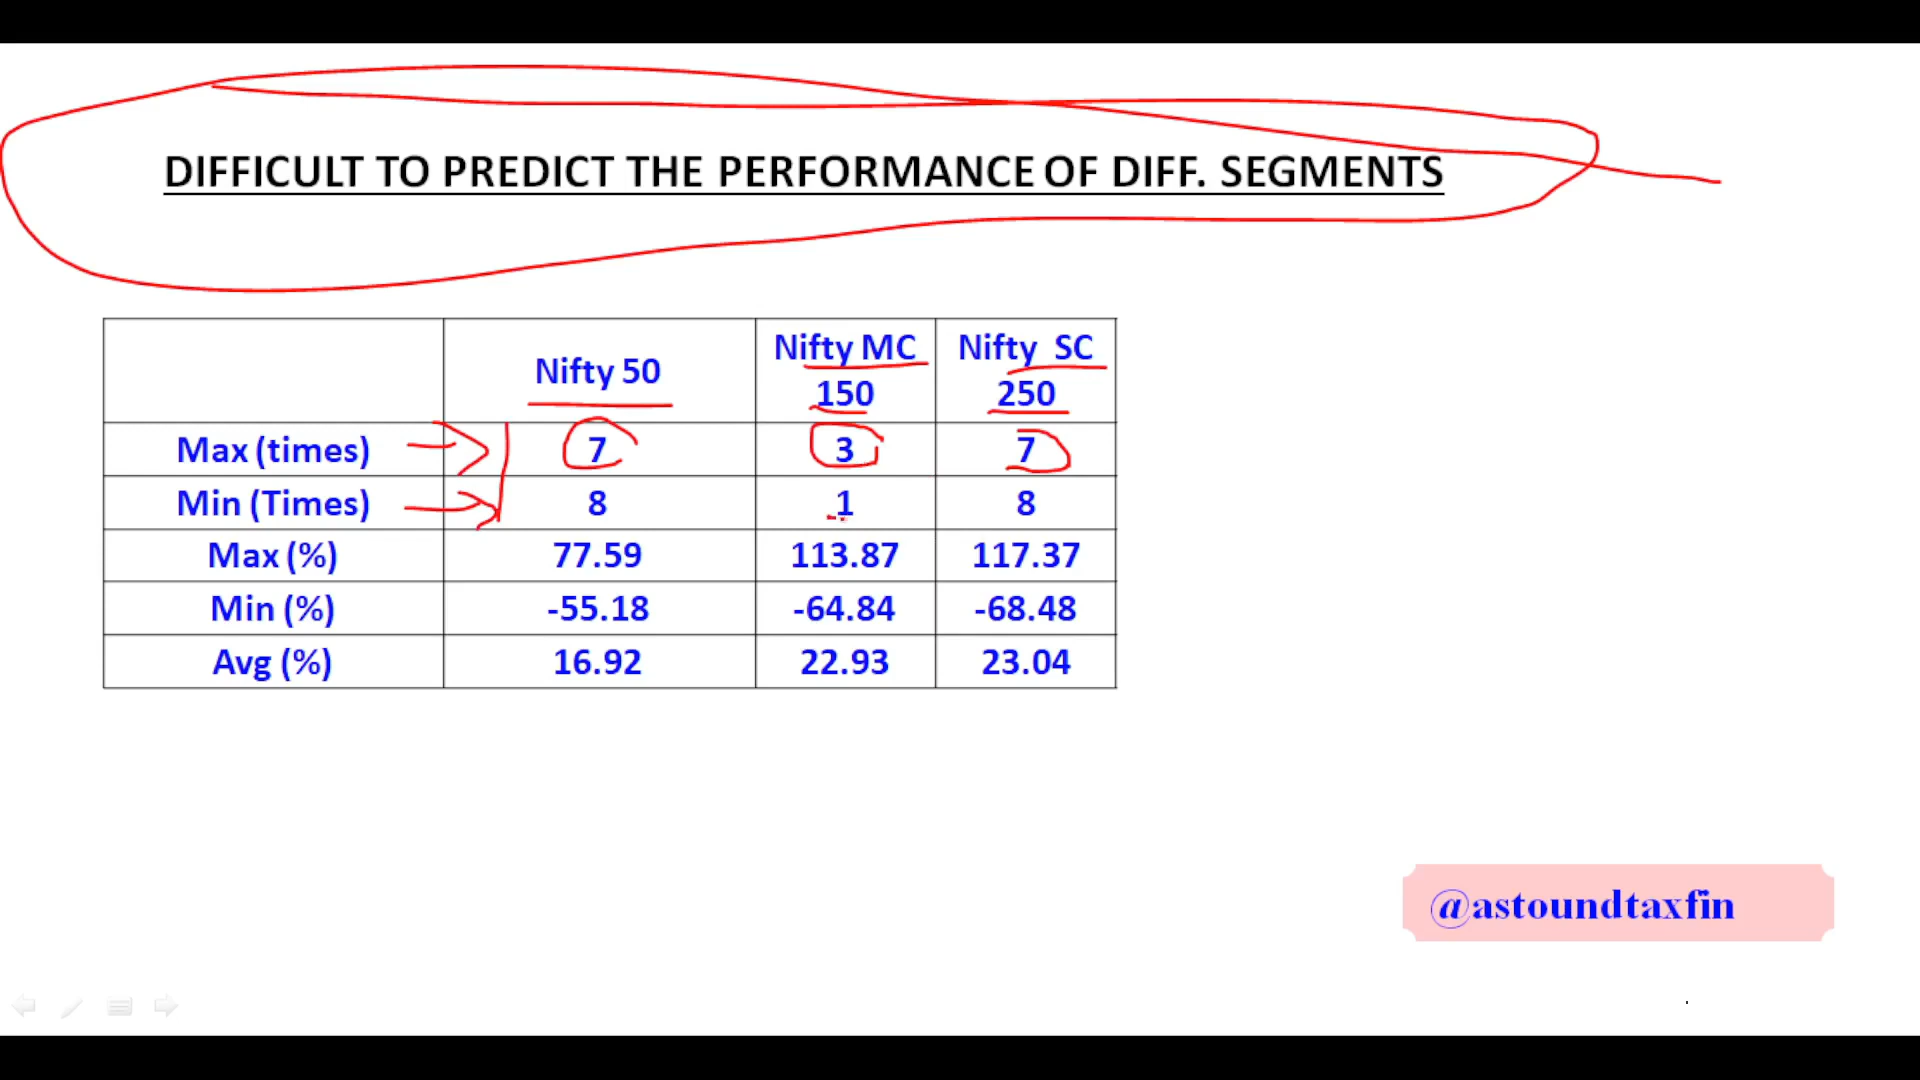 DIFFICULT TO PREDICT THE PERFORMANCE OF DIFF. SEGMENTS
Nifty 50 Nifty MC 150 Nifty SC 250
Max (times) 7 3 7
Min (Times) 8 1 8
Max (%) 77.59 113.87 117.37
Min (%) -55.18 -64.84 -68.48
Avg (%) 16.92 22.93 23.04
@astoundtaxfin